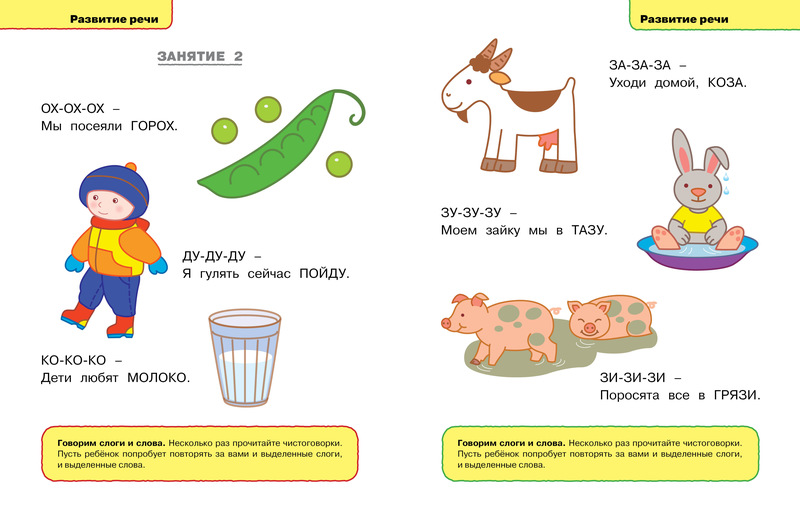 Развитие речи
ЗАНЯТИЕ 2
ОХ-ОХ-ОХ –
Мы посеяли ГОРОХ.
ДУ-ДУ-ДУ –
Я гулять сейчас ПОЙДУ.
КО-КО-КО –
Дети любят МОЛОКО.
Говорим слоги и слова. Несколько раз прочитайте чистоговорки.
Пусть ребёнок попробует повторять за вами и выделенные слоги,
и выделенные слова.
Развитие речи
ЗА-ЗА-ЗА –
Уходи домой, КОЗА.
ЗУ-ЗУ-ЗУ –
Моем зайку мы в ТАЗУ.
ЗИ-ЗИ-ЗИ –
Поросята все в ГРЯЗИ.
Говорим слоги и слова. Несколько раз прочитайте чистоговорки.
Пусть ребёнок попробует повторять за вами и выделенные слоги,
и выделенные слова.